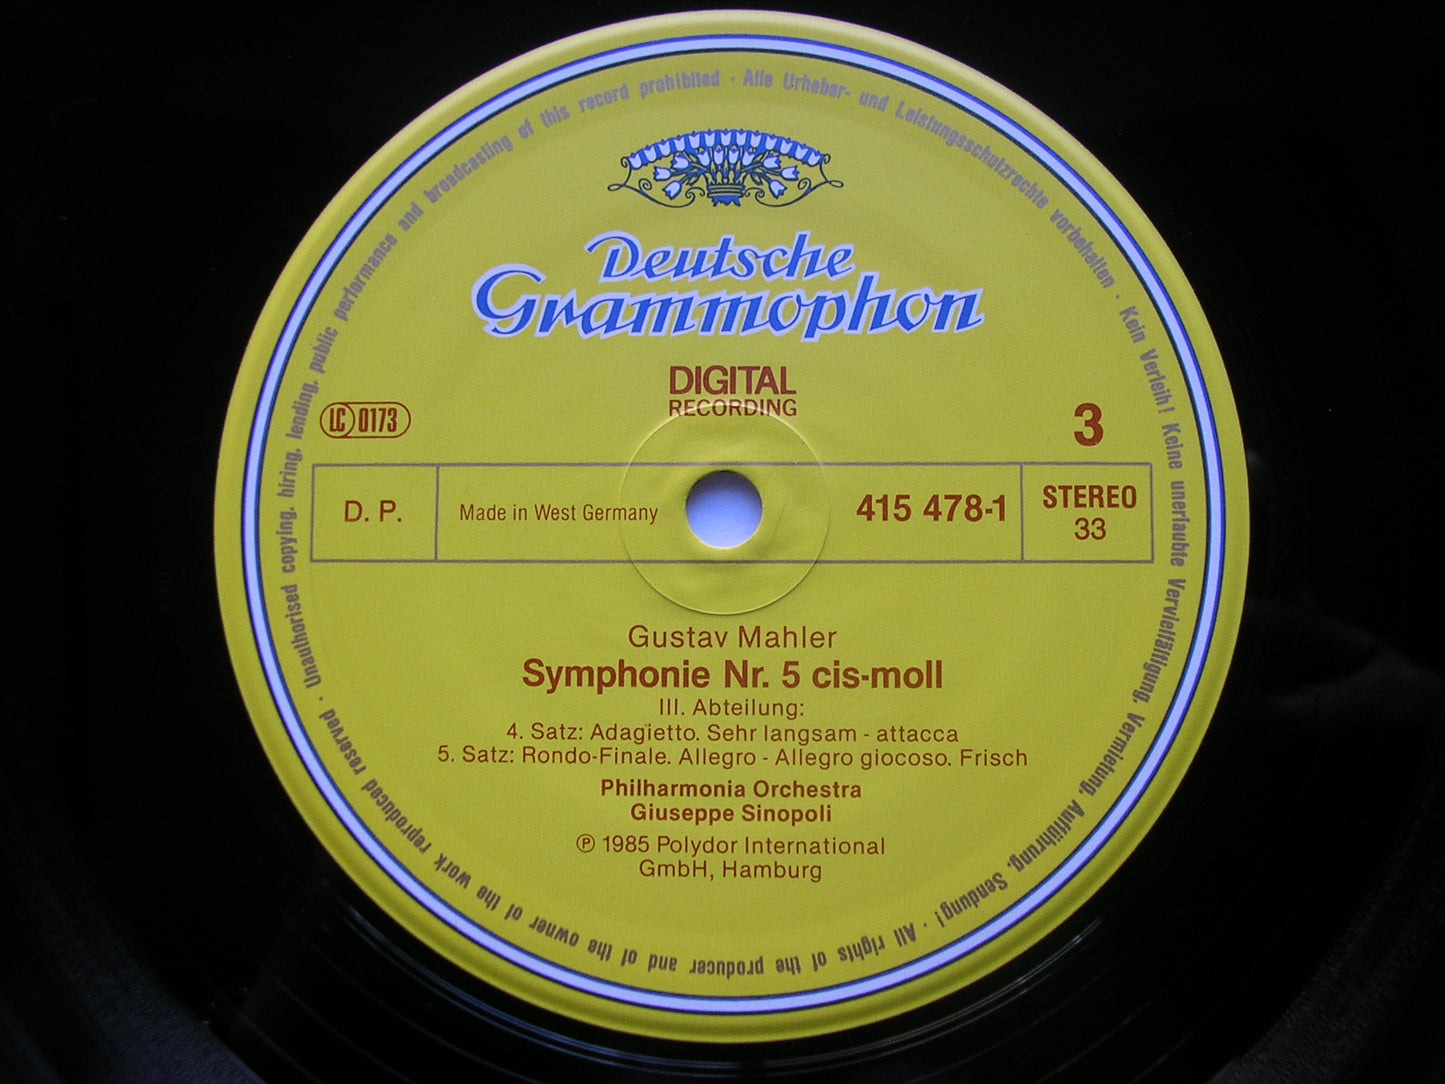 Deutsche
Grammophon
DIGITAL
RECORDING
LC 0173
3
D. P.
Made in West Germany
415 478-1
STEREO
33
Gustav Mahler
Symphonie Nr. 5 cis-moll
III. Abteilung:
4. Satz: Adagietto. Sehr langsam - attacca
5. Satz: Rondo-Finale. Allegro - Allegro giocoso. Frisch
Philharmonia Orchestra
Giuseppe Sinopoli
℗ 1985 Polydor International
GmbH, Hamburg
Alle Urheber- und Leistungsschutzrechte vorbehalten · Kein Verleih! Keine unerlaubte Vervielfältigung, Vermietung, Aufführung, Sendung! · All rights of the producer and of the owner of the work reproduced reserved · Unauthorised copying, hiring, lending, public performance and broadcasting of this record prohibited ·